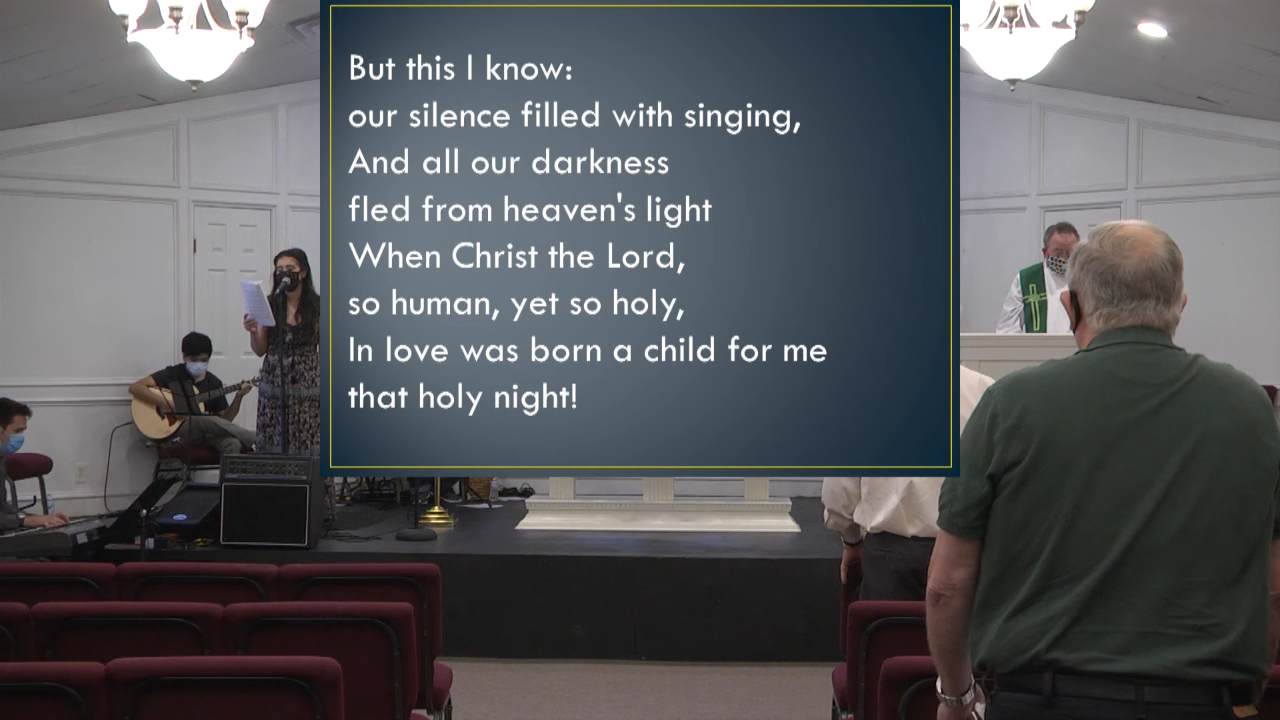 But this I know:
our silence filled with singing,
And all our darkness
fled from heaven's light
When Christ the Lord,
so human, yet so holy,
In love was born a child for me
that holy night!